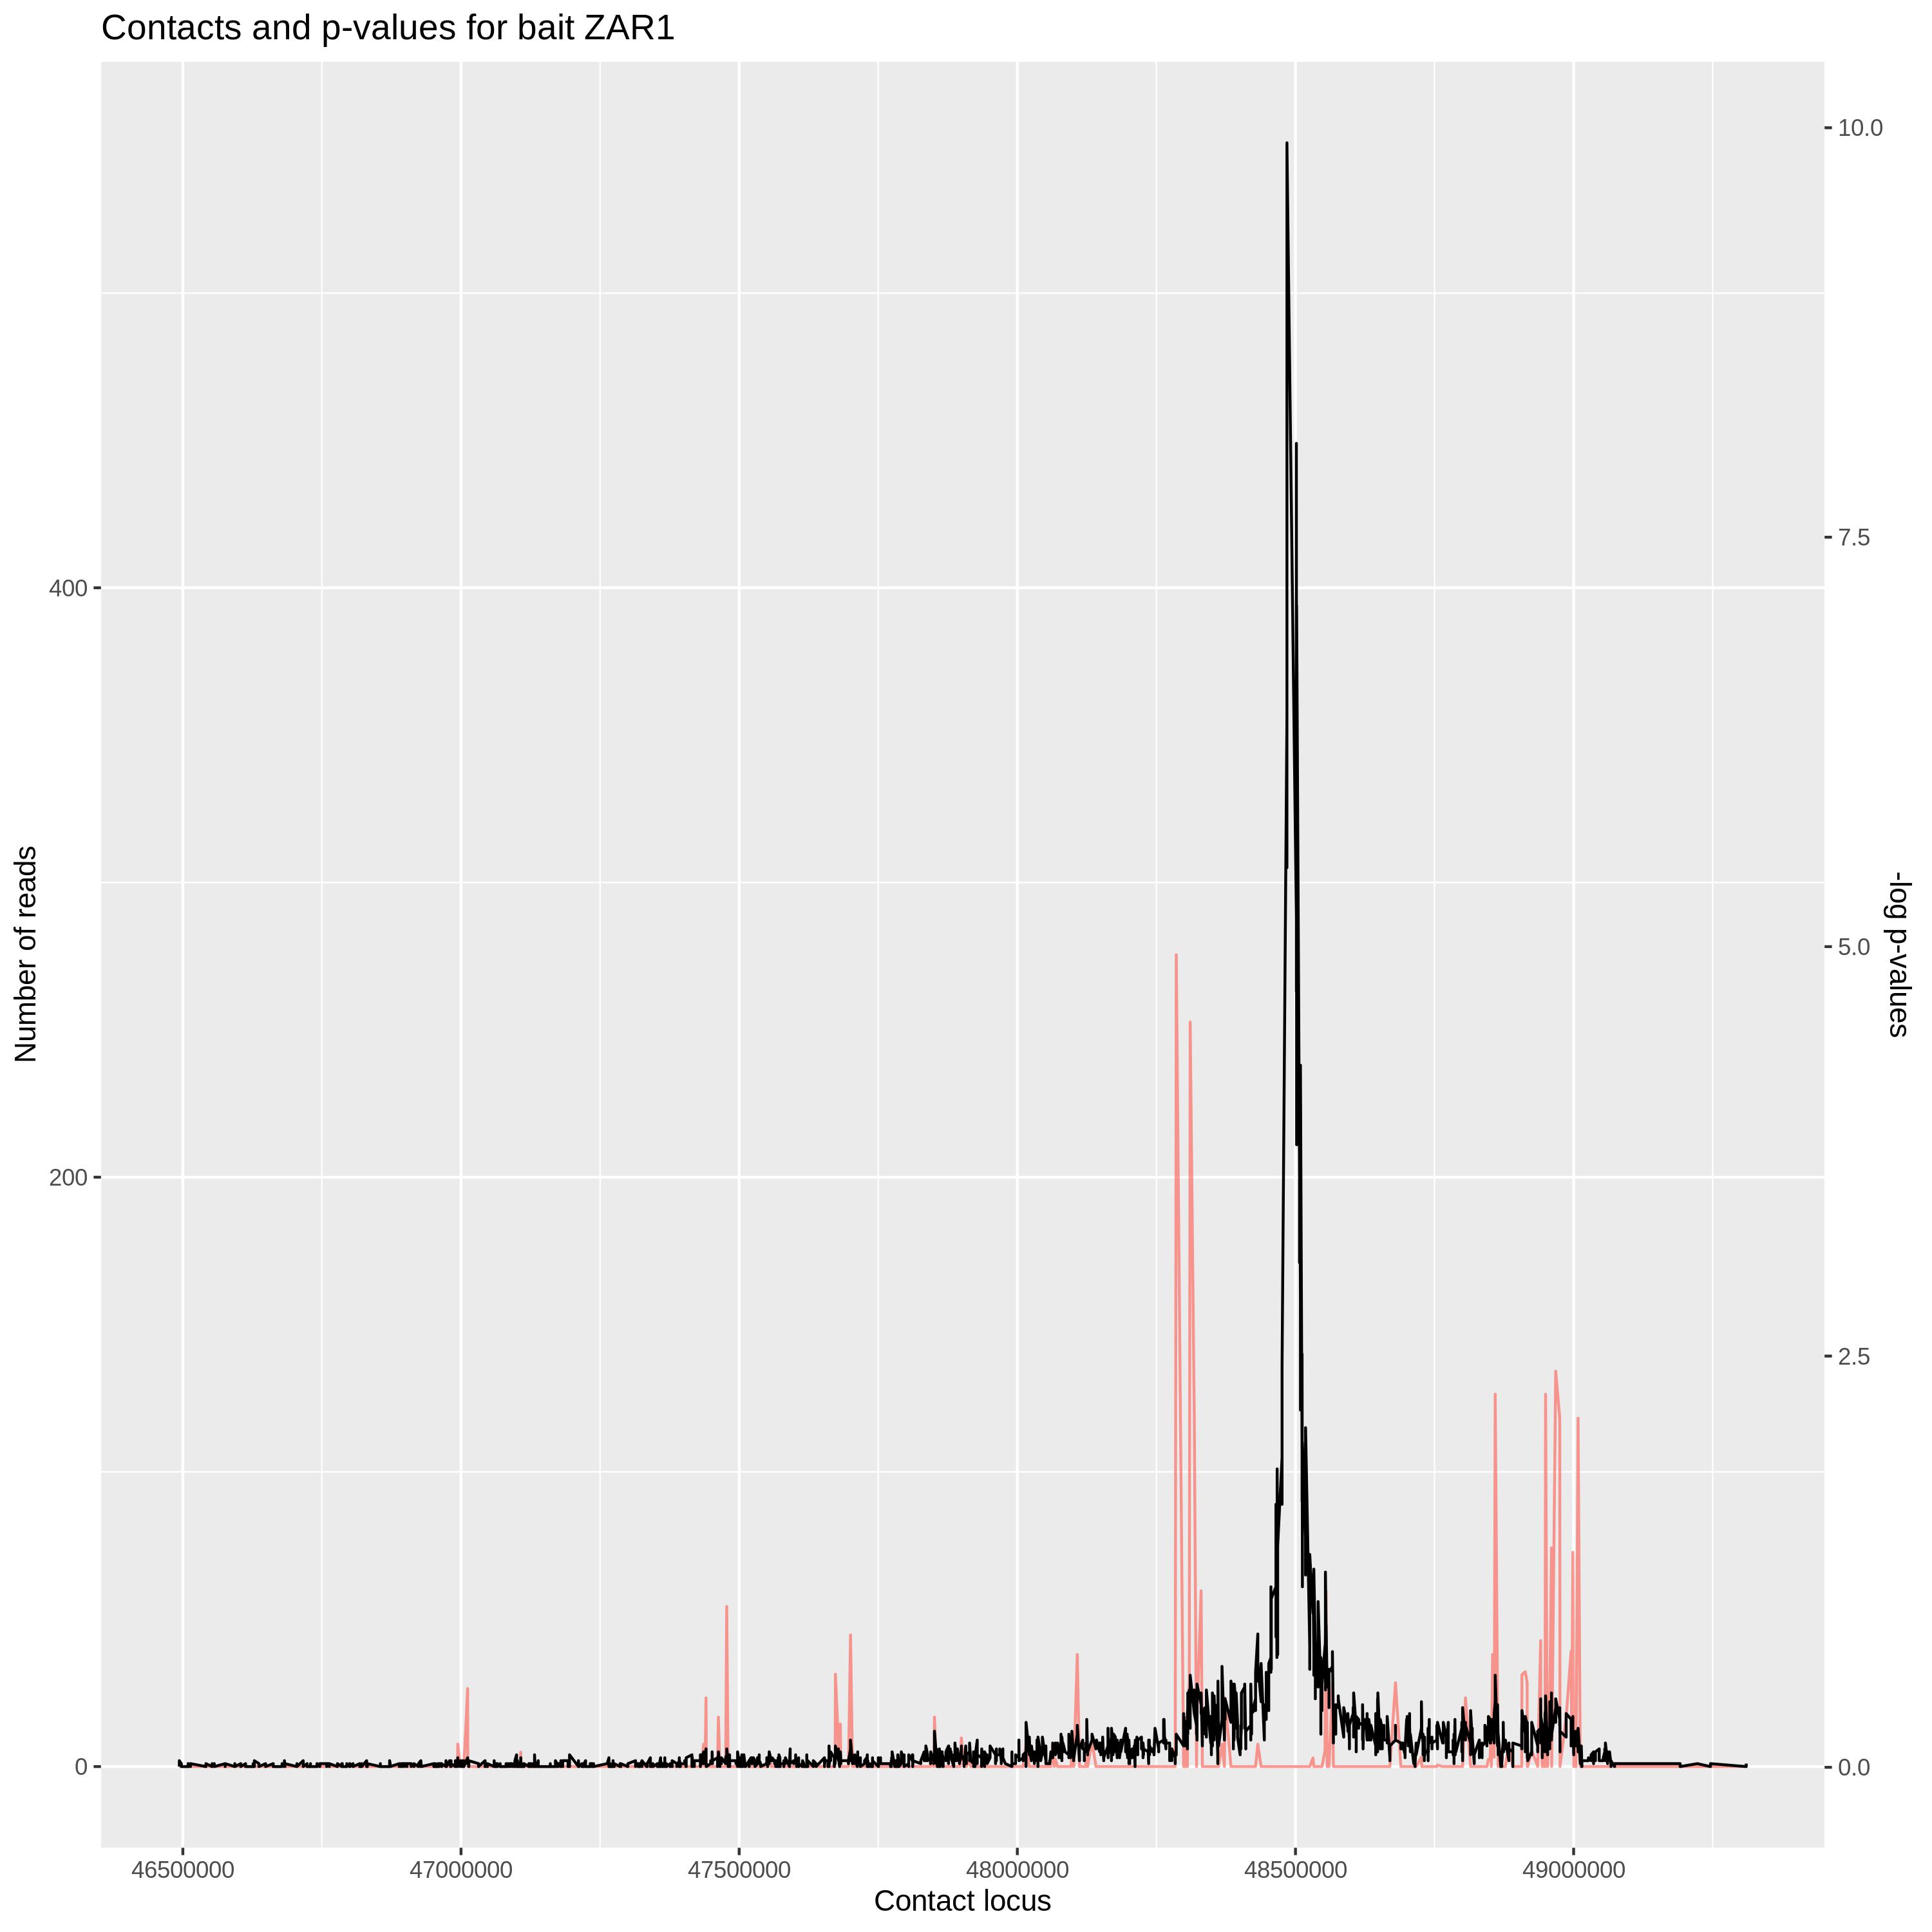 Contacts and p-values for bait ZAR1
10.0
7.5
400
Number of reads
-log p-values
5.0
200
2.5
0
0.0
46500000 47000000 47500000 48000000 48500000 49000000
Contact locus